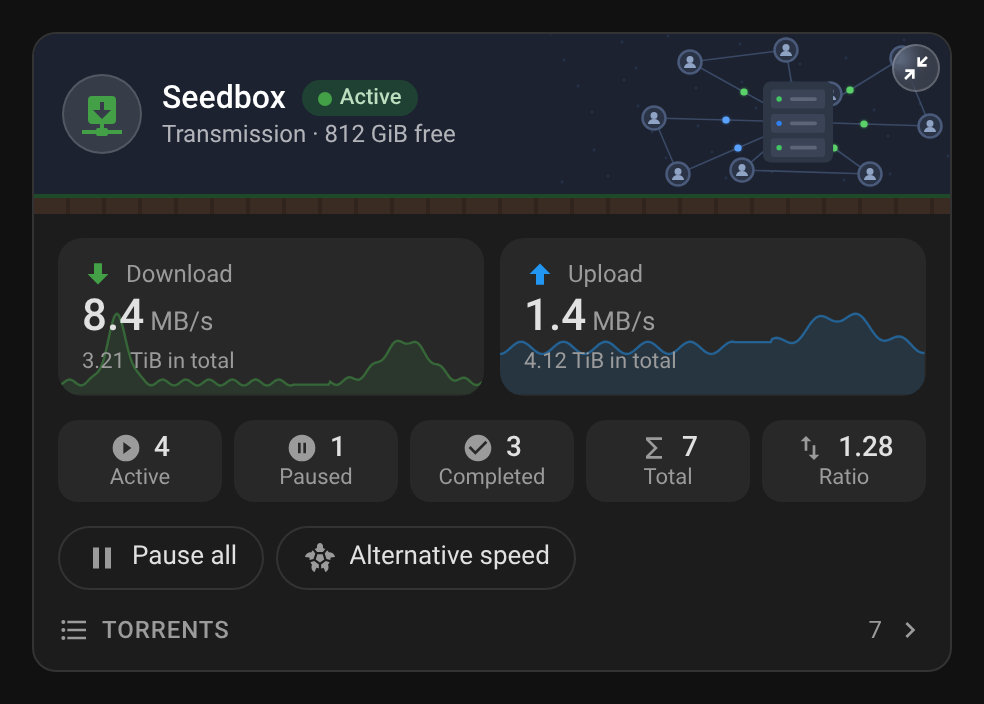 Seedbox
Active
Transmission · 812 GiB free
Download
8.4 MB/s
3.21 TiB in total
Upload
1.4 MB/s
4.12 TiB in total
4
Active
1
Paused
3
Completed
7
Total
1.28
Ratio
Pause all
Alternative speed
TORRENTS
7